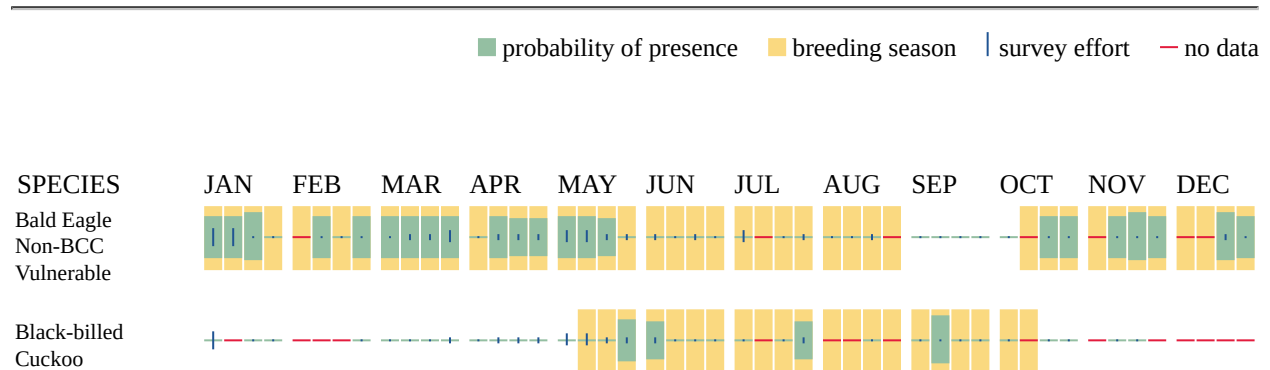 probability of presence breeding season survey effort no data
SPECIES JAN FEB MAR APR MAY JUN JUL AUG SEP OCT NOV DEC
Bald Eagle
Non-BCC
Vulnerable
Black-billed
Cuckoo